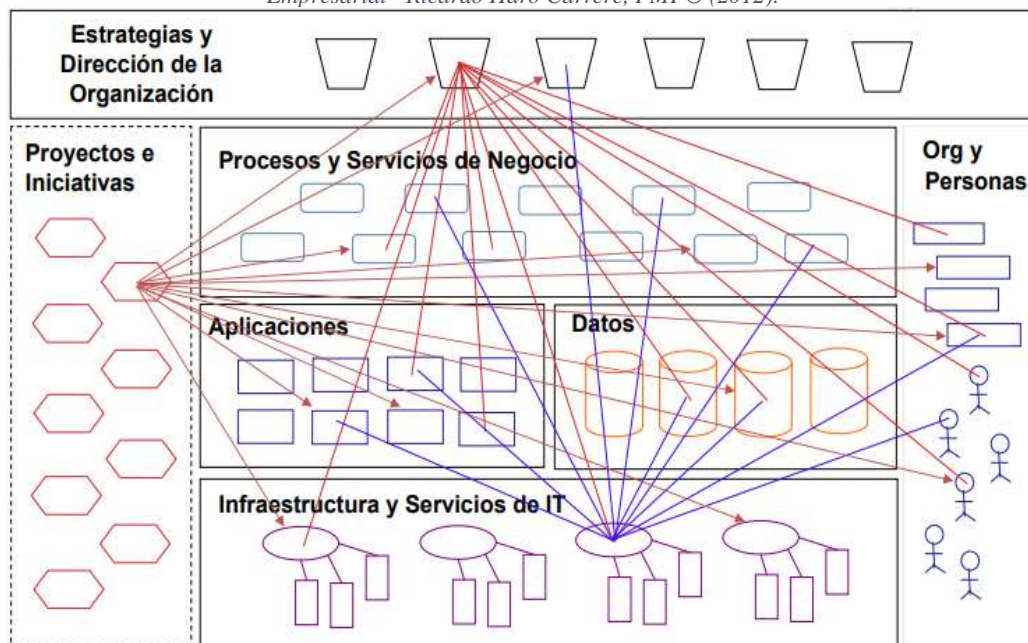 Empresarial" Ricardo Haro Carrere, PMP® (2012).
Estrategias y
Dirección de la
Organización
Proyectos e
Iniciativas
Procesos y Servicios de Negocio
Org y
Personas
Aplicaciones
Datos
Infraestructura y Servicios de IT